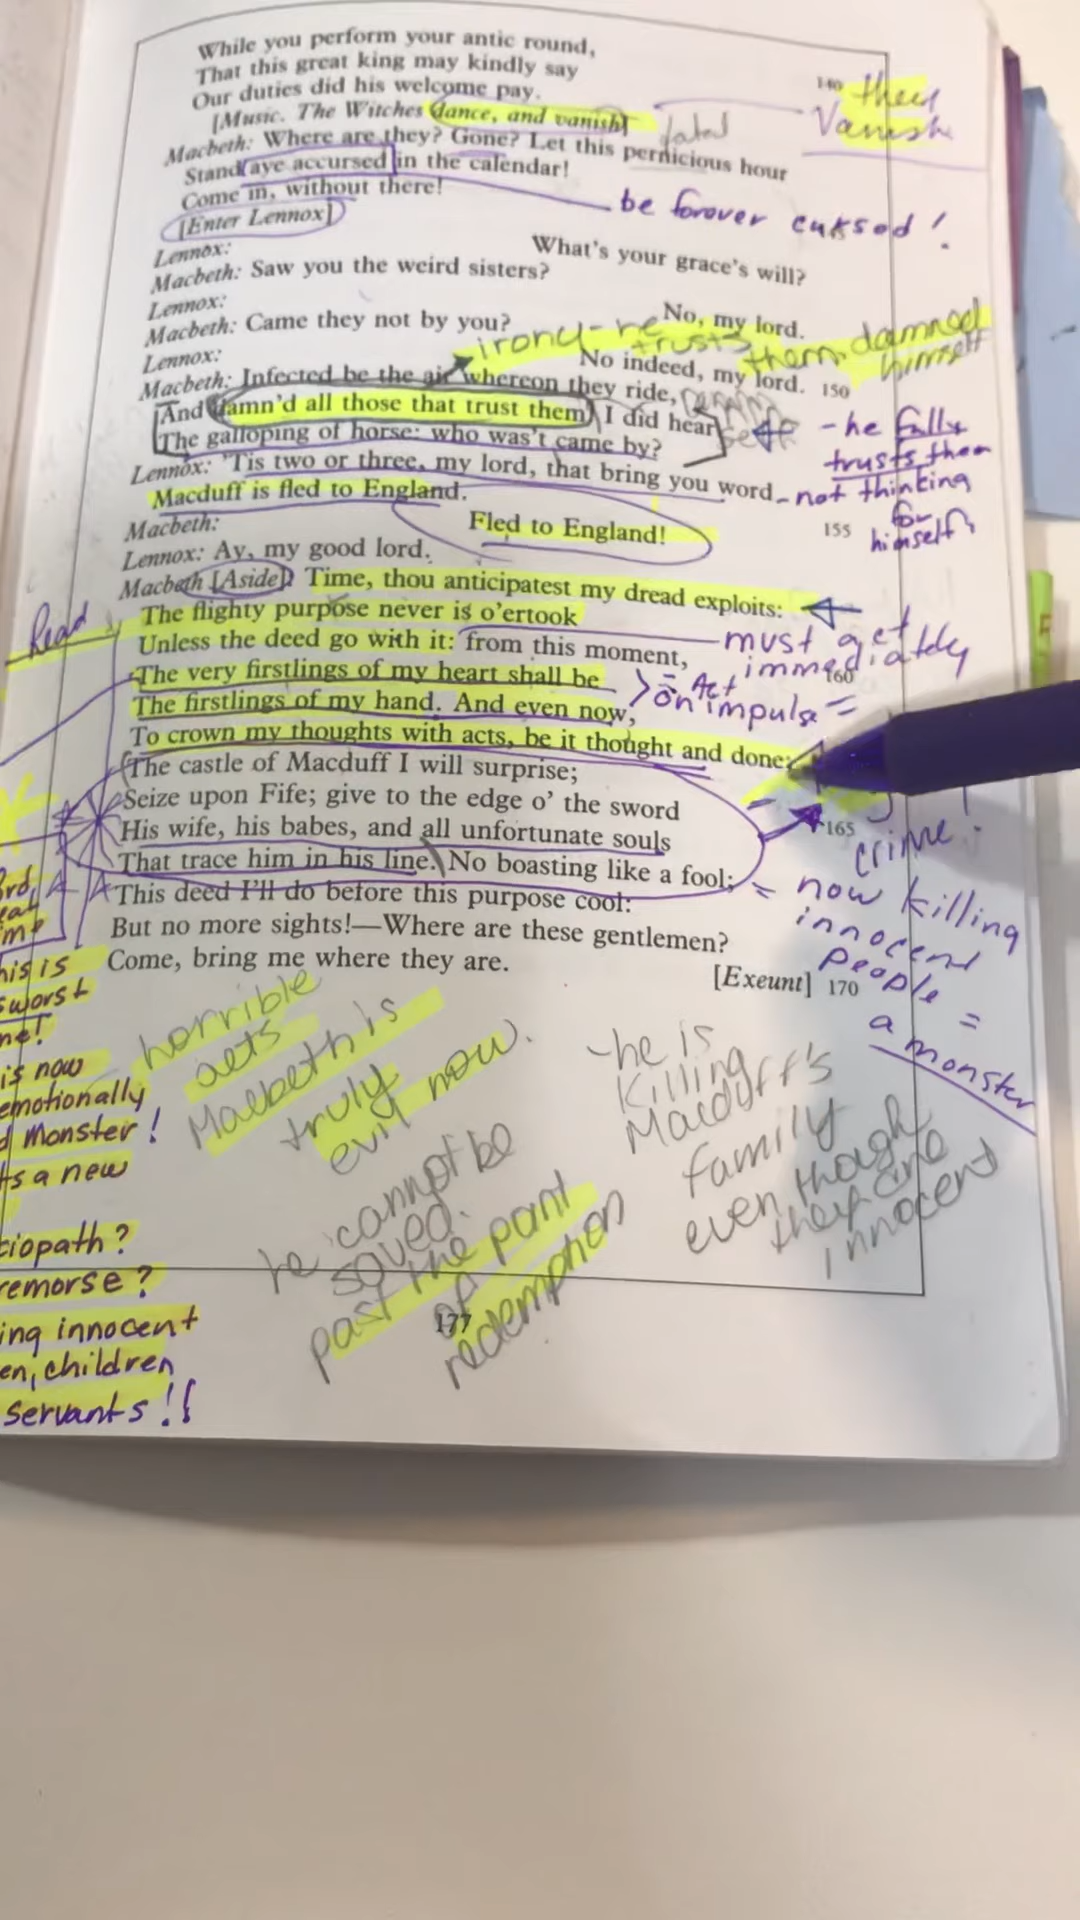 While you perform your antic round,
That this great king may kindly say
Our duties did his welcome pay.
140
[Music. The Witches dance, and vanish]
they
Vanish
fatal
Macbeth: Where are they? Gone? Let this pernicious hour
Stand aye accursed in the calendar!
Come in, without there!
be forever cursed!
[Enter Lennox]
Lennox: What's your grace's will?
Macbeth: Saw you the weird sisters?
Lennox: No, my lord.
Macbeth: Came they not by you?
irony - he trusts them. damned himself
Lennox: No indeed, my lord. 150
Macbeth: Infected be the air whereon they ride,
And damn'd all those that trust them! I did hear
The galloping of horse: who was't came by?
- he fully
trusts them
- not thinking
for
himself
Lennox: 'Tis two or three, my lord, that bring you word
Macduff is fled to England.
Macbeth: Fled to England!
155
Lennox: Ay, my good lord.
Macbeth [Aside] Time, thou anticipatest my dread exploits:
Read
The flighty purpose never is o'ertook
Unless the deed go with it: from this moment,
must act
immediately
The very firstlings of my heart shall be
160
The firstlings of my hand. And even now,
= Act
on impulse =
To crown my thoughts with acts, be it thought and done:
The castle of Macduff I will surprise;
Seize upon Fife; give to the edge o' the sword
165
His wife, his babes, and all unfortunate souls
crime:
That trace him in his line. No boasting like a fool;
This deed I'll do before this purpose cool:
= now killing
innocent
people =
a monster
But no more sights!—Where are these gentlemen?
Come, bring me where they are.
[Exeunt] 170
his is
worst
is now
emotionally
monster!
is a new
ciopath?
remorse?
ing innocent
en, children
servants!!
horrible
acts
Macbeth is
truly
evil now.
he cannot be
saved.
past the point
of
redemption
-he is
killing
Macduff's
family
even though
they are
innocent
177